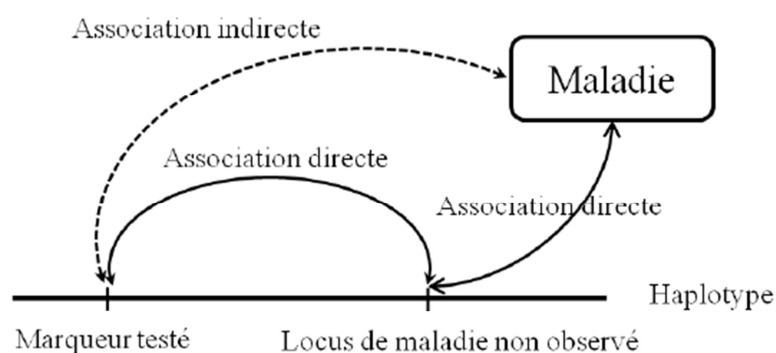 Association indirecte
Maladie
Association directe
Association directe
Haplotype
Marqueur testé
Locus de maladie non observé